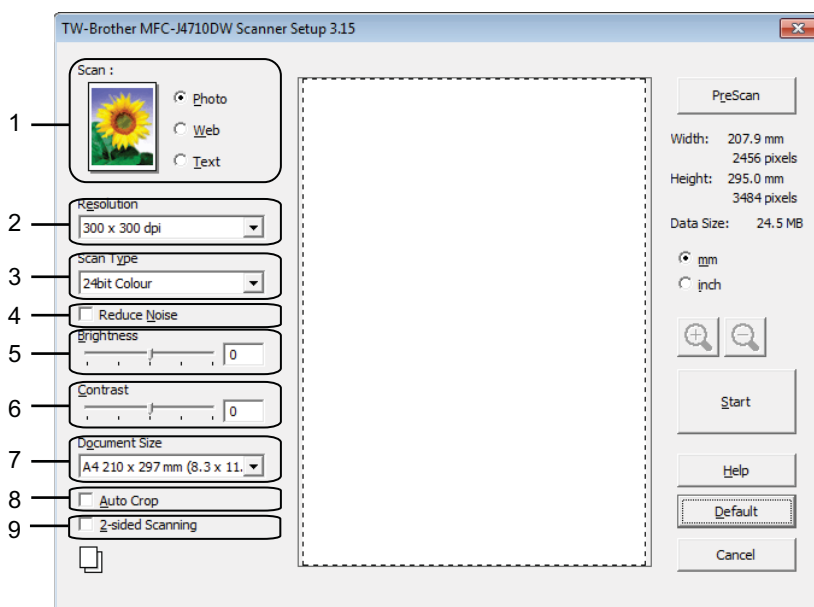 TW-Brother MFC-J4710DW Scanner Setup 3.15
1
Scan :
Photo
Web
Text
2
Resolution
300 x 300 dpi
3
Scan Type
24bit Colour
4
Reduce Noise
5
Brightness
0
6
Contrast
0
7
Document Size
A4 210 x 297 mm (8.3 x 11.
8
Auto Crop
9
2-sided Scanning
PreScan
Width: 207.9 mm
2456 pixels
Height: 295.0 mm
3484 pixels
Data Size: 24.5 MB
mm
inch
Start
Help
Default
Cancel